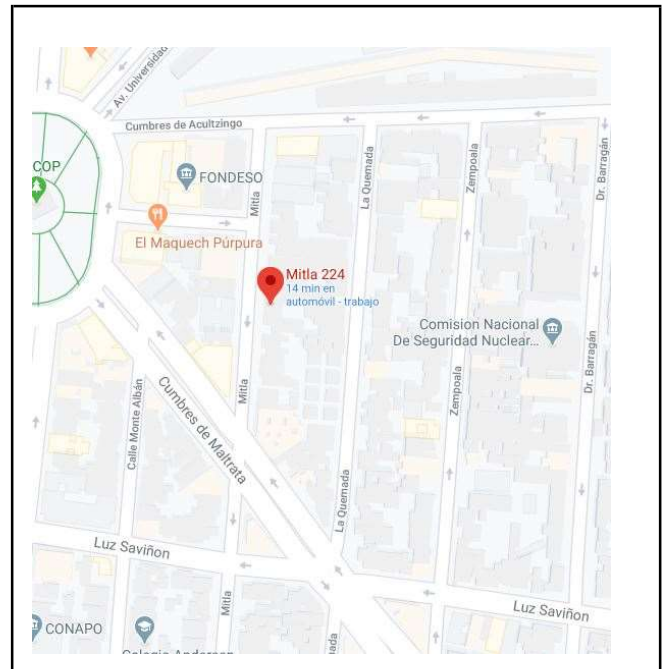 Av. Universidad
Cumbres de Acultzingo
COP
FONDESO
Mitla
La Quemada
Zempoala
Dr. Barragán
El Maquech Púrpura
Mitla 224
14 min en
automóvil - trabajo
Comision Nacional
De Seguridad Nuclear...
Calle Monte Albán
Cumbres de Maltrata
Mitla
Zempoala
Dr. Barragán
La Quemada
Luz Saviñon
Luz Saviñon
Mitla
CONAPO